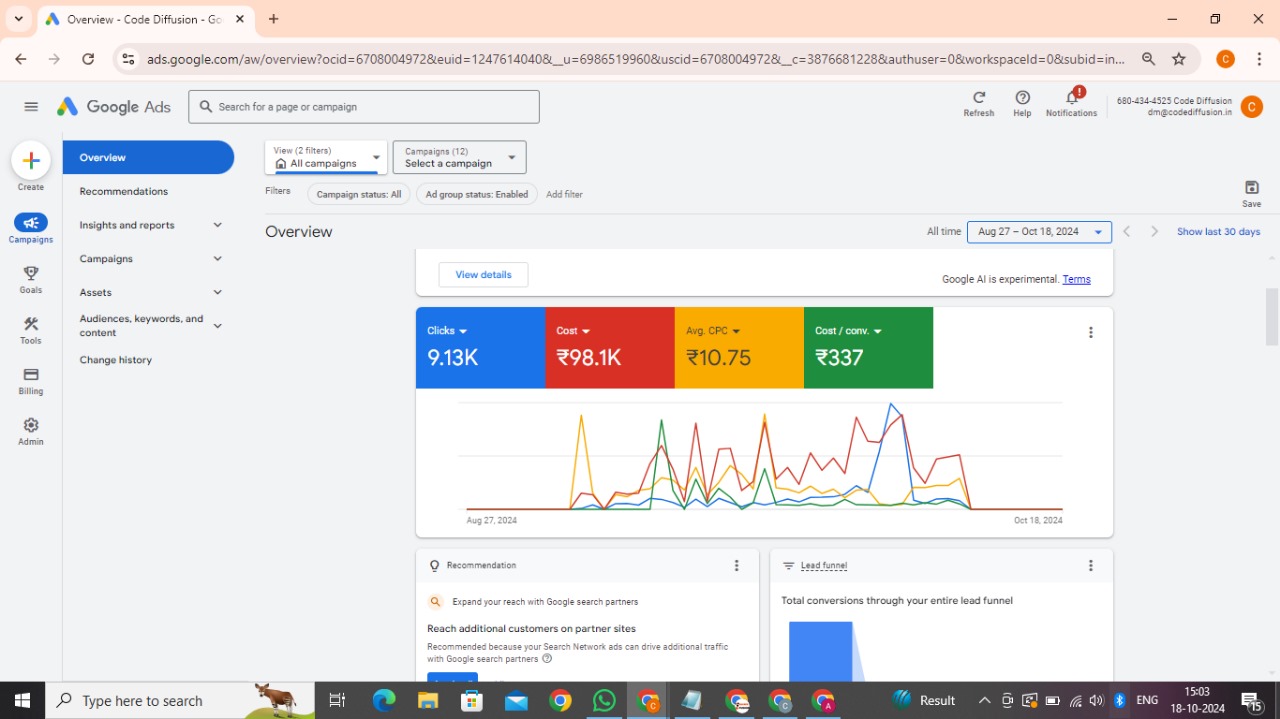 Overview - Code Diffusion - Go
ads.google.com/aw/overview?ocid=6708004972&euid=1247614040&__u=6986519960&uscid=6708004972&__c=3876681228&authuser=0&workspaceId=0&subid=in...
C
Google Ads
Search for a page or campaign
Refresh
Help
Notifications
680-434-4525 Code Diffusion
dm@codediffusion.in
C
Create
Campaigns
Goals
Tools
Billing
Admin
Overview
Recommendations
Insights and reports
Campaigns
Assets
Audiences, keywords, and
content
Change history
View (2 filters)
All campaigns
Campaigns (12)
Select a campaign
Filters
Campaign status: All
Ad group status: Enabled
Add filter
Save
Overview
All time
Aug 27 – Oct 18, 2024
Show last 30 days
View details
Google AI is experimental. Terms
Clicks
9.13K
Cost
₹98.1K
Avg. CPC
₹10.75
Cost / conv.
₹337
Aug 27, 2024
Oct 18, 2024
Recommendation
Expand your reach with Google search partners
Reach additional customers on partner sites
Recommended because your Search Network ads can drive additional traffic
with Google search partners
Lead funnel
Total conversions through your entire lead funnel
Type here to search
Result
ENG
15:03
18-10-2024
15